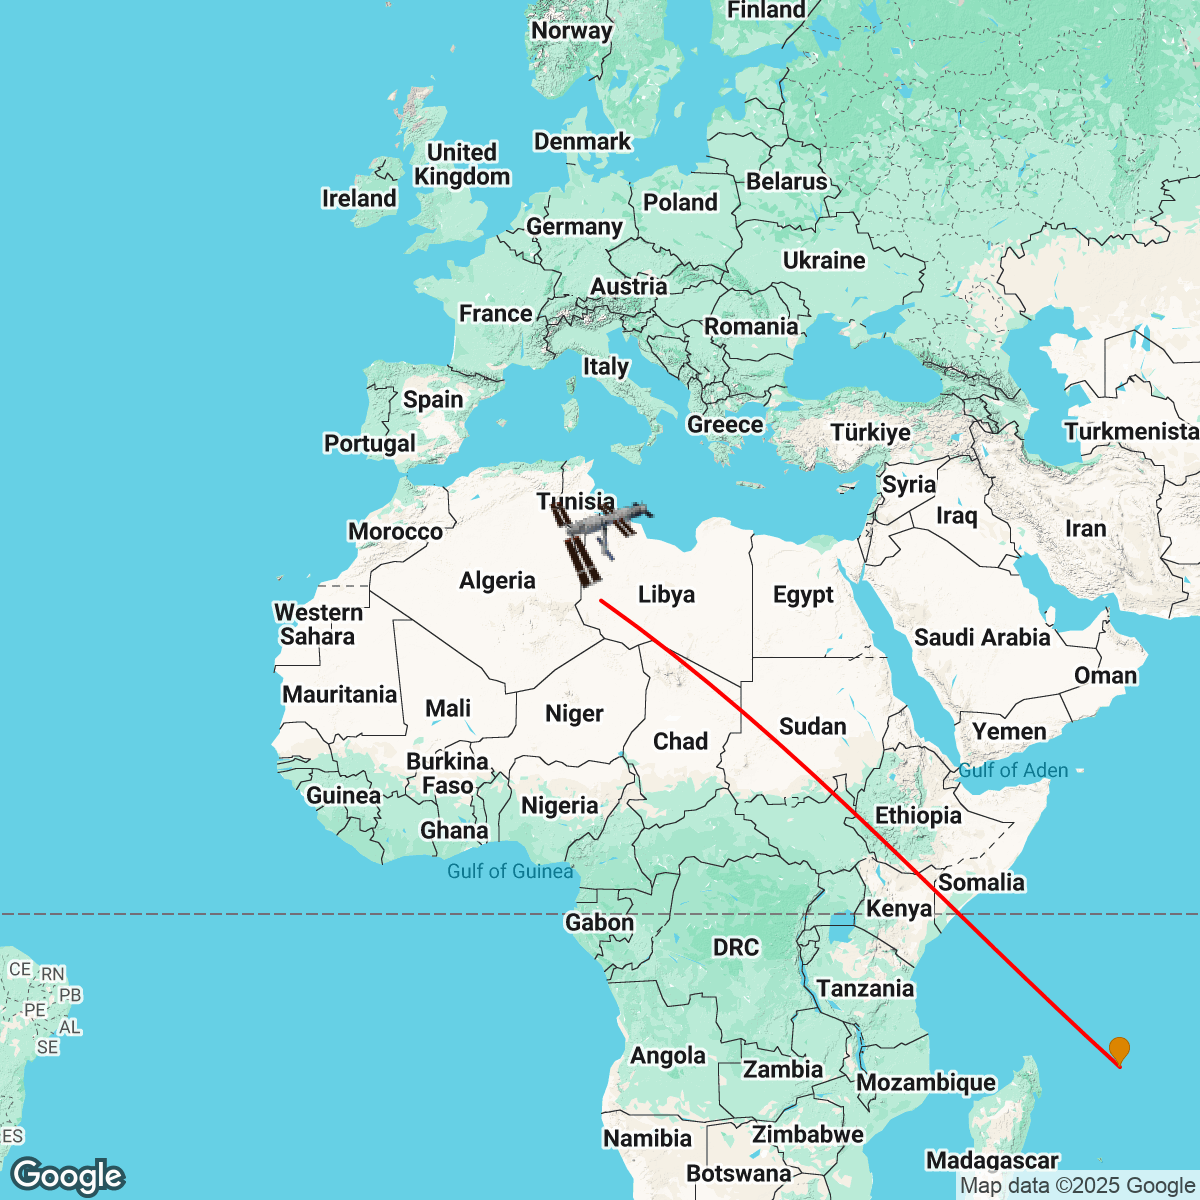 Finland
Norway
Denmark
United
Kingdom
Belarus
Ireland
Poland
Germany
Ukraine
Austria
France
Romania
Italy
Spain
Greece
Türkiye
Turkmenista
Portugal
Syria
Tunisia
Iraq
Iran
Morocco
Algeria
Libya
Egypt
Western
Sahara
Saudi Arabia
Oman
Mauritania
Mali
Niger
Sudan
Yemen
Chad
Burkina
Faso
Gulf of Aden
Guinea
Nigeria
Ethiopia
Ghana
Gulf of Guinea
Somalia
Kenya
Gabon
DRC
CE
RN
Tanzania
PB
PE
AL
SE
Angola
Zambia
Mozambique
ES
Namibia
Zimbabwe
Madagascar
Botswana
Google
Map data ©2025 Google